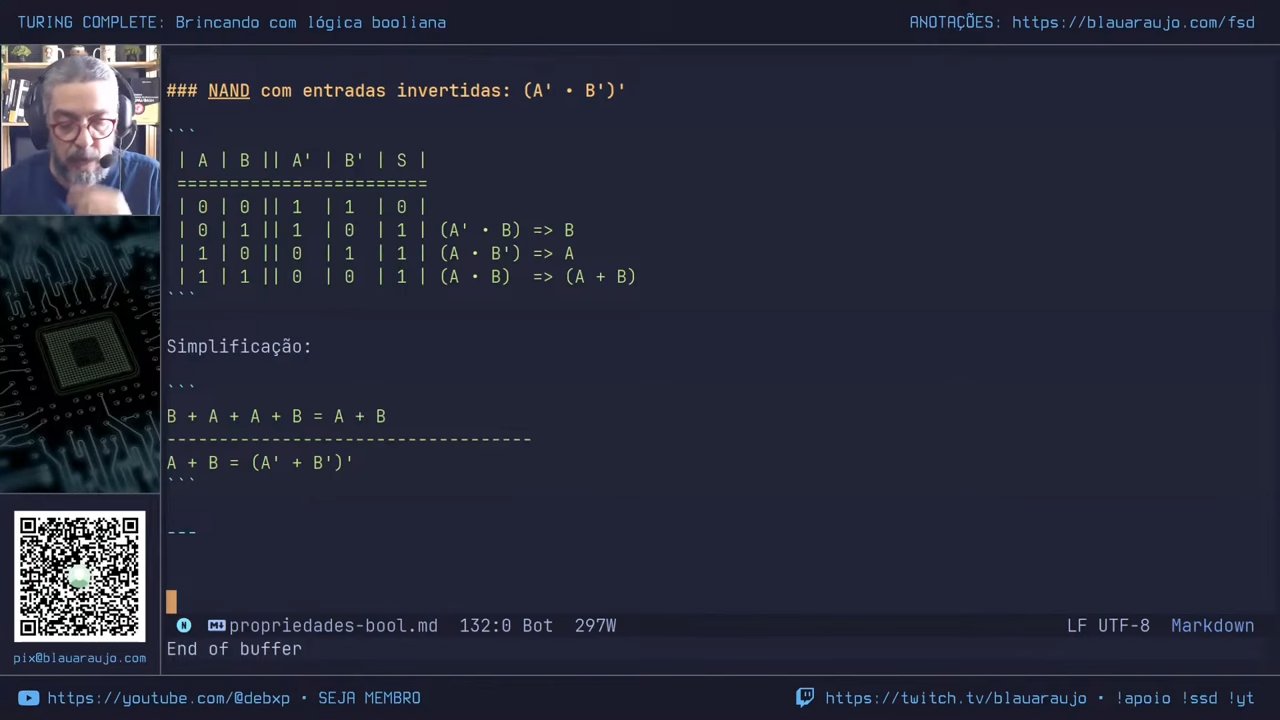 TURING COMPLETE: Brincando com lógica booliana
ANOTAÇÕES: https://blauaraujo.com/fsd
### NAND com entradas invertidas: (A' • B')'
```
| A | B || A' | B' | S |
========================
| 0 | 0 || 1  | 1  | 0 |
| 0 | 1 || 1  | 0  | 1 | (A' • B) => B
| 1 | 0 || 0  | 1  | 1 | (A • B') => A
| 1 | 1 || 0  | 0  | 1 | (A • B)  => (A + B)
```
Simplificação:
```
B + A + A + B = A + B
-----------------------------------
A + B = (A' + B')'
```
---
propriedades-bool.md 132:0 Bot 297W
LF UTF-8 Markdown
End of buffer
pix@blauaraujo.com
https://youtube.com/@debxp • SEJA MEMBRO
https://twitch.tv/blauaraujo • !apoio !ssd !yt